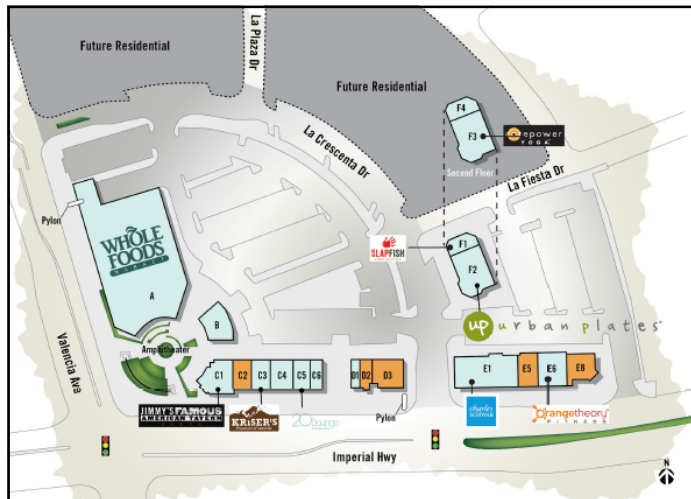 Future Residential
La Plaza Dr
Future Residential
F4
F3
CorePower
YOGA
Second Floor
La Crescenta Dr
La Fiesta Dr
Pylon
WHOLE
FOODS
MARKET
A
SLAPFISH
F1
F2
up urban plates
B
Valencia Ave
Amphitheater
C1
C2
C3
C4
C5
C6
D1
D2
D3
E1
E5
E6
E8
JIMMY'S FAMOUS
AMERICAN TAVERN
KRISER'S
20 ounce
Pylon
charles
SCHWAB
orangetheory
FITNESS
Imperial Hwy
N